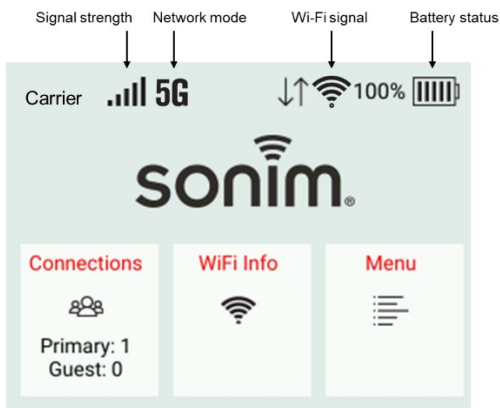 Signal strength Network mode Wi-Fi signal Battery status
Carrier 5G 100%
sonim®
Connections WiFi Info Menu
Primary: 1
Guest: 0